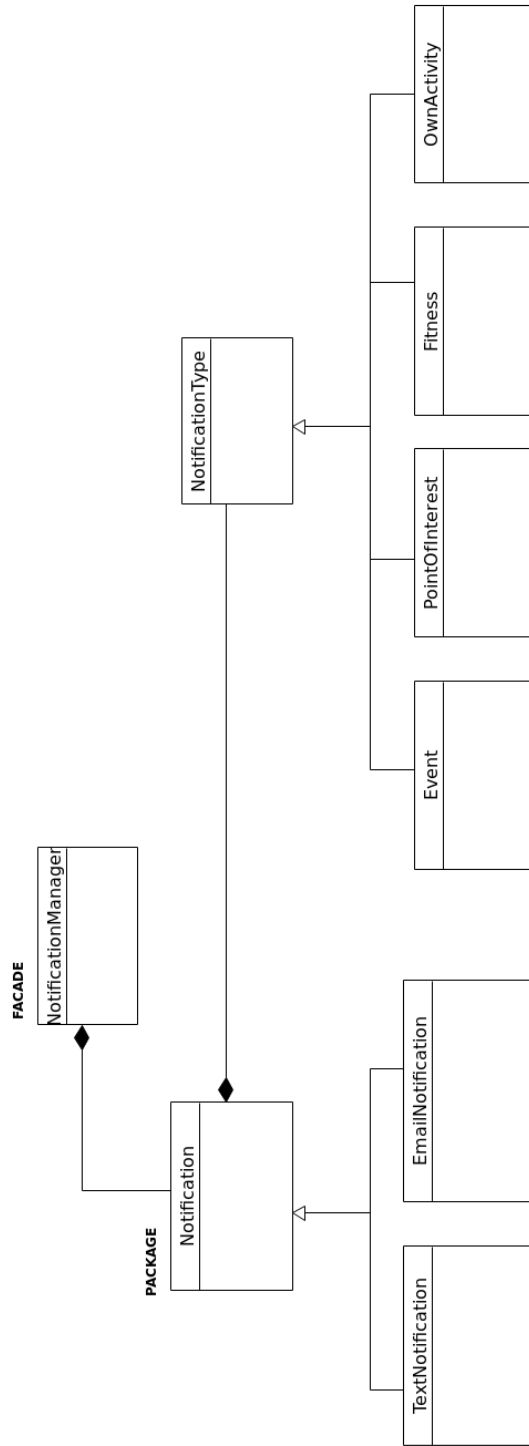 FACADE
NotificationManager
PACKAGE
Notification
NotificationType
TextNotification
EmailNotification
Event
PointOfInterest
Fitness
OwnActivity